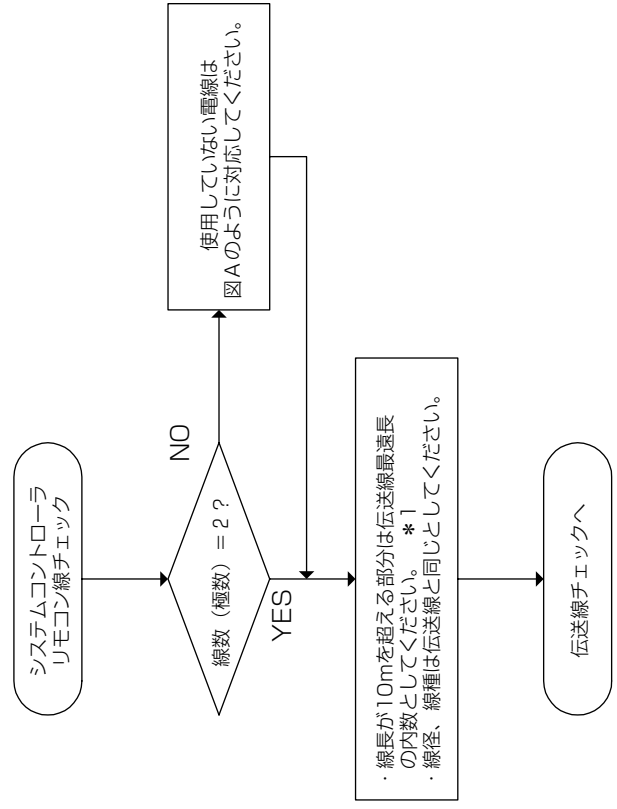 システムコントローラ
リモコン線チェック
線数（極数）＝2？
NO
YES
使用していない電線は
図Aのように対応してください。
・線長が10mを超える部分は伝送線最遠長
の内数としてください。 ＊1
・線径、線種は伝送線と同じとしてください。
伝送線チェックへ